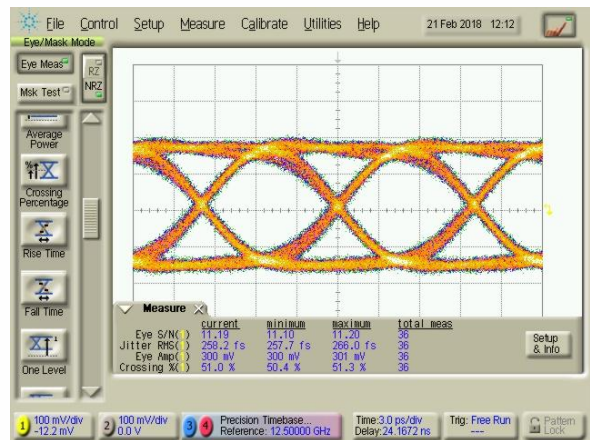 File Control Setup Measure Calibrate Utilities Help 21 Feb 2018 12:12
Eye/Mask Mode
Eye Meas
RZ
NRZ
Msk Test
Average
Power
Crossing
Percentage
Rise Time
Fall Time
One Level
Measure
current minimum maximum total meas
Eye S/N(1) 11.19 11.10 11.20 36
Jitter RMS(1) 258.2 fs 257.7 fs 266.0 fs 36
Eye Amp(1) 300 mV 300 mV 301 mV 36
Crossing %(1) 51.0 % 50.4 % 51.3 % 36
Setup
& Info
1 100 mV/div
-12.2 mV
2 100 mV/div
0.0 V
3 4 Precision Timebase...
Reference: 12.50000 GHz
Time:3.0 ps/div
Delay:24.1672 ns
Trig: Free Run
---
Pattern
Lock